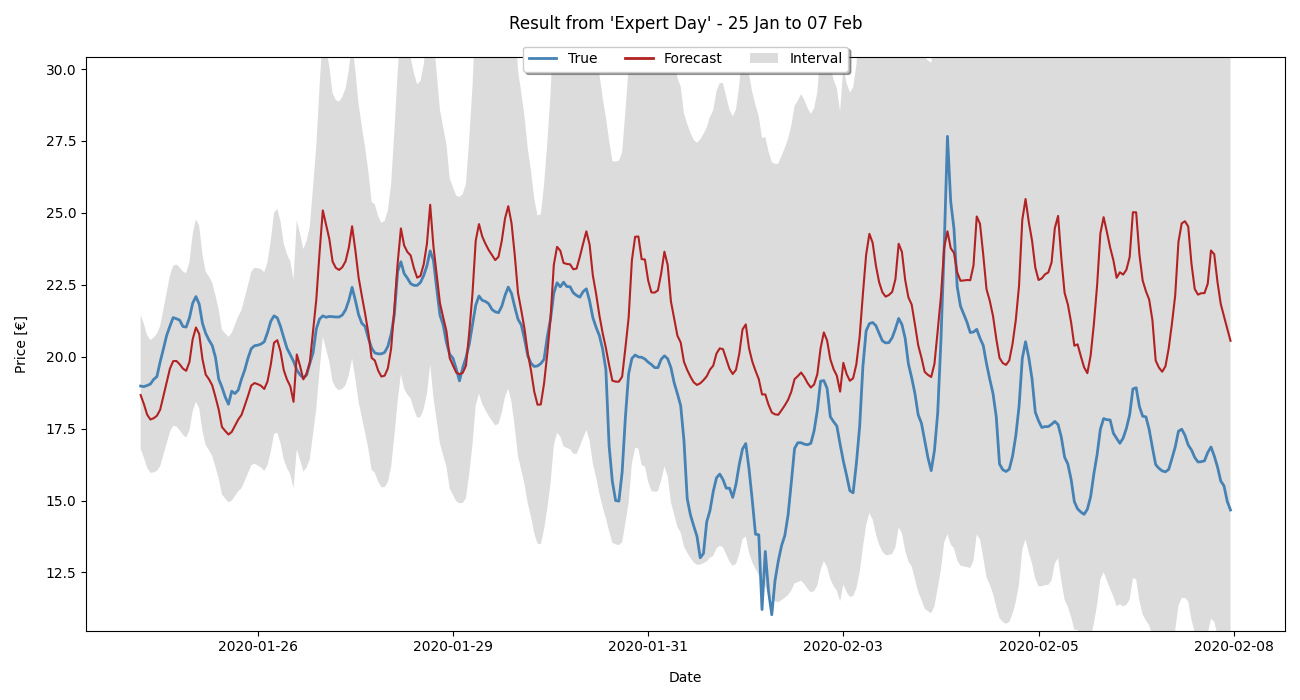 Result from 'Expert Day' - 25 Jan to 07 Feb
True Forecast Interval
30.0
27.5
25.0
22.5
20.0
17.5
15.0
12.5
Price [€]
2020-01-26 2020-01-29 2020-01-31 2020-02-03 2020-02-05 2020-02-08
Date